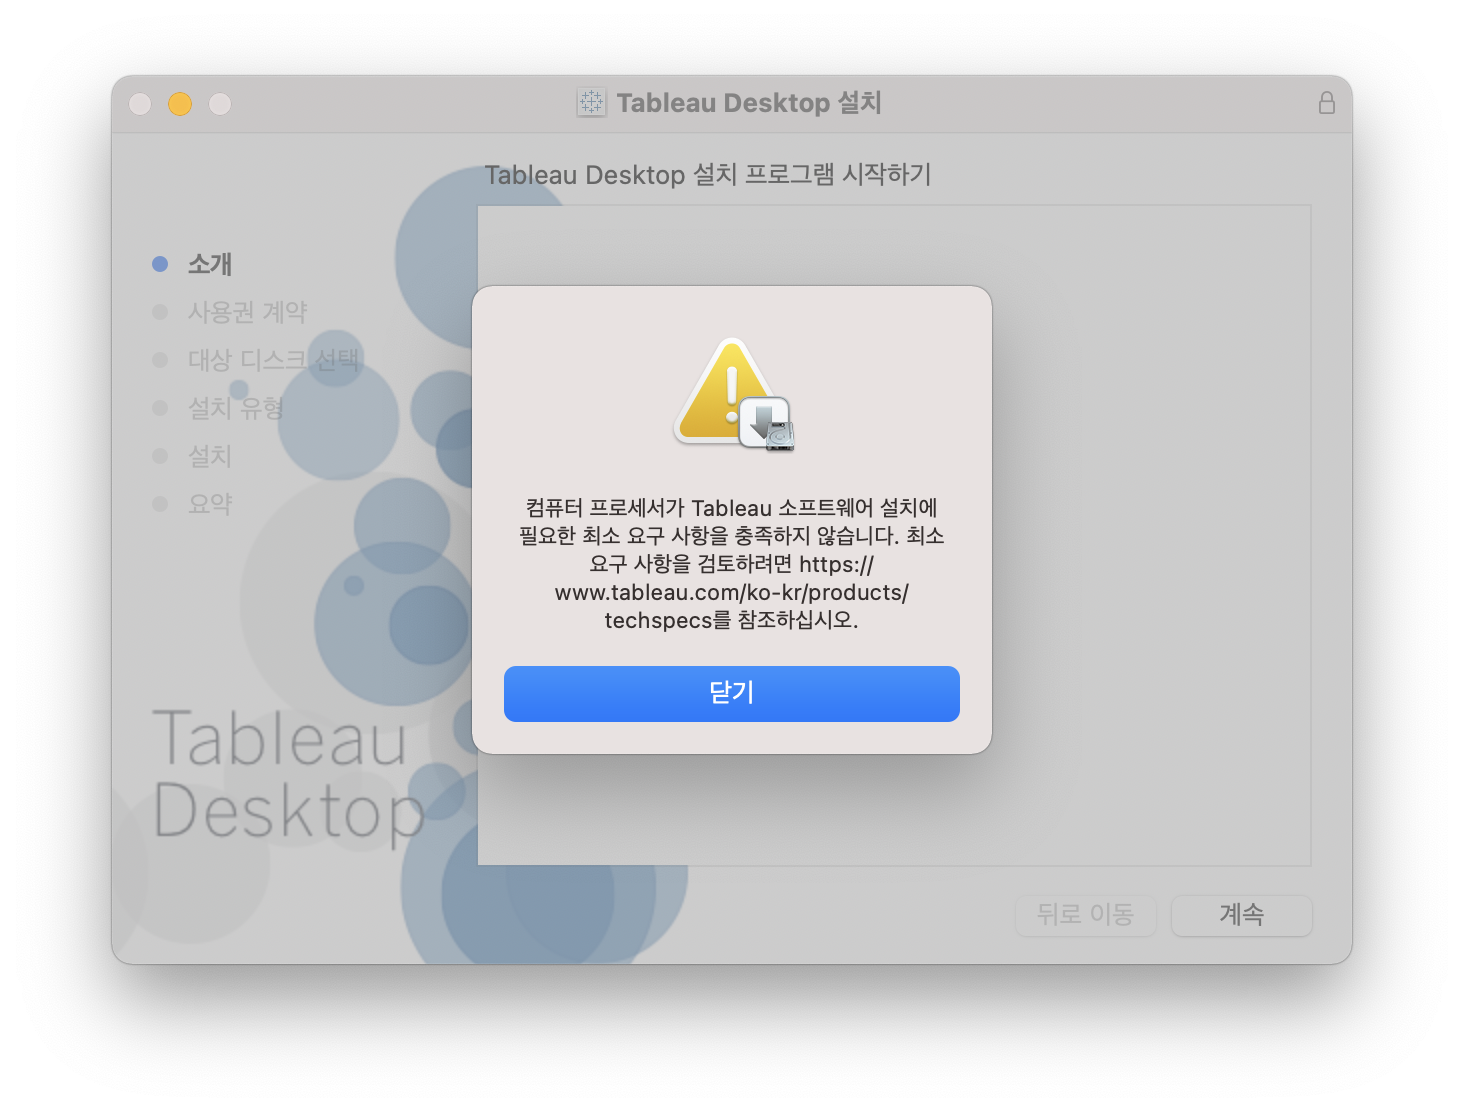 Tableau Desktop 설치
Tableau Desktop 설치 프로그램 시작하기
소개
사용권 계약
대상 디스크 선택
설치 유형
설치
요약
Tableau
Desktop
컴퓨터 프로세서가 Tableau 소프트웨어 설치에
필요한 최소 요구 사항을 충족하지 않습니다. 최소
요구 사항을 검토하려면 https://
www.tableau.com/ko-kr/products/
techspecs를 참조하십시오.
닫기
뒤로 이동
계속